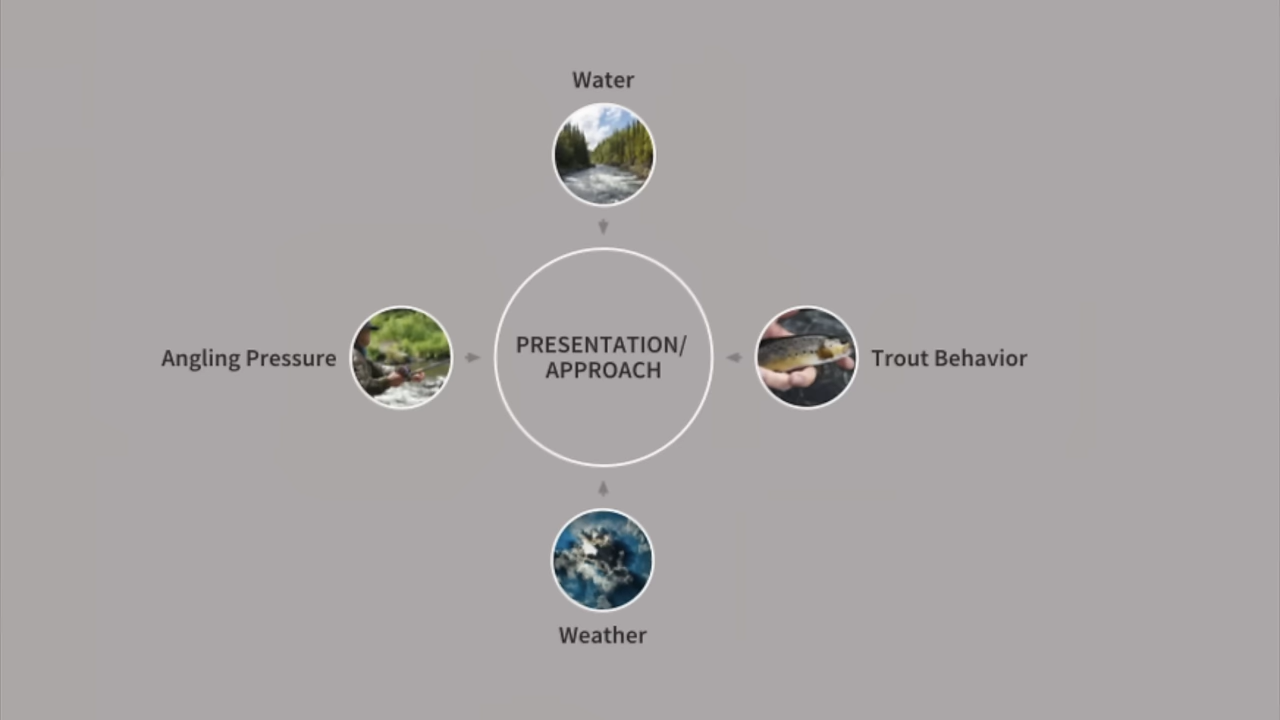 Water
Angling Pressure
PRESENTATION/
APPROACH
Trout Behavior
Weather